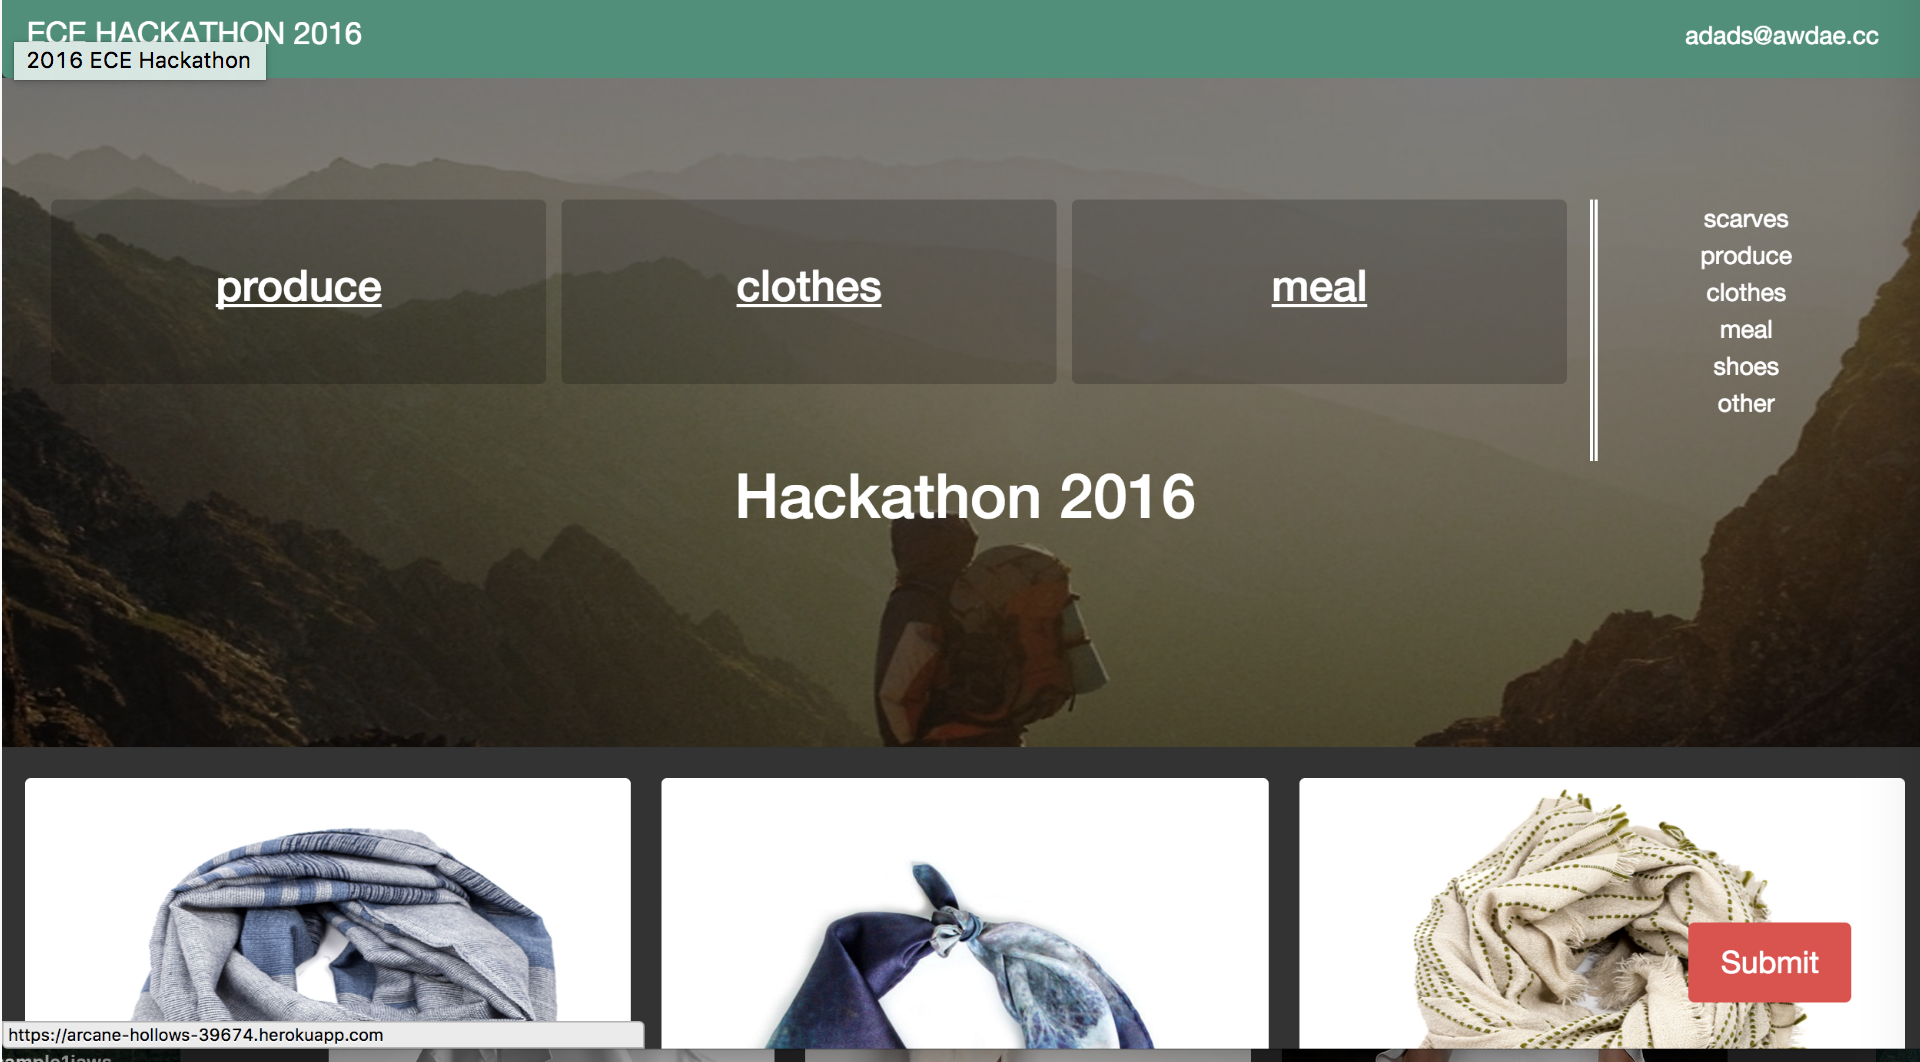 ECE HACKATHON 2016
adads@awdae.cc
2016 ECE Hackathon
produce
clothes
meal
scarves
produce
clothes
meal
shoes
other
Hackathon 2016
Submit
https://arcane-hollows-39674.herokuapp.com